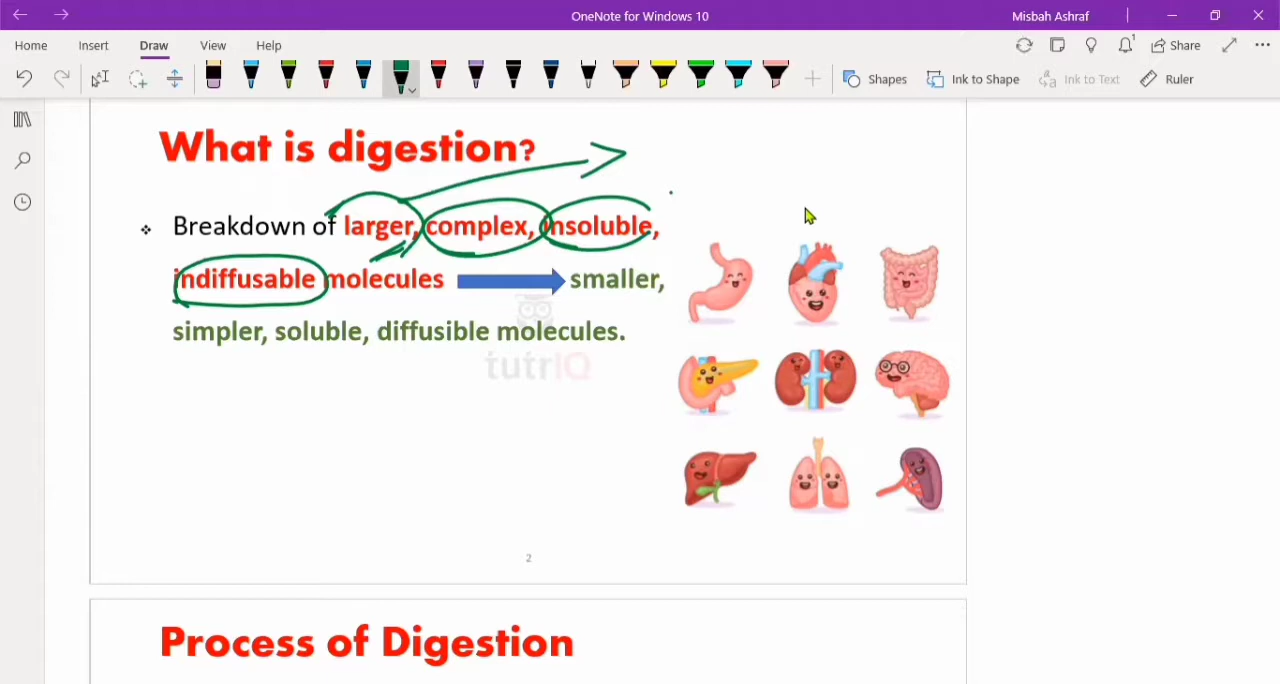 OneNote for Windows 10
Misbah Ashraf
Home Insert Draw View Help
Share
Shapes Ink to Shape Ink to Text Ruler
What is digestion?
Breakdown of larger, complex, insoluble,
indiffusable molecules smaller,
simpler, soluble, diffusible molecules.
tutrIQ
2
Process of Digestion